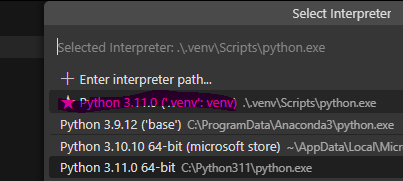 Select Interpreter
Selected Interpreter: .\.venv\Scripts\python.exe
+ Enter interpreter path...
★ Python 3.11.0 ('.venv': venv) .\.venv\Scripts\python.exe
Python 3.9.12 ('base') C:\ProgramData\Anaconda3\python.exe
Python 3.10.10 64-bit (microsoft store) ~\AppData\Local\Micr
Python 3.11.0 64-bit C:\Python311\python.exe